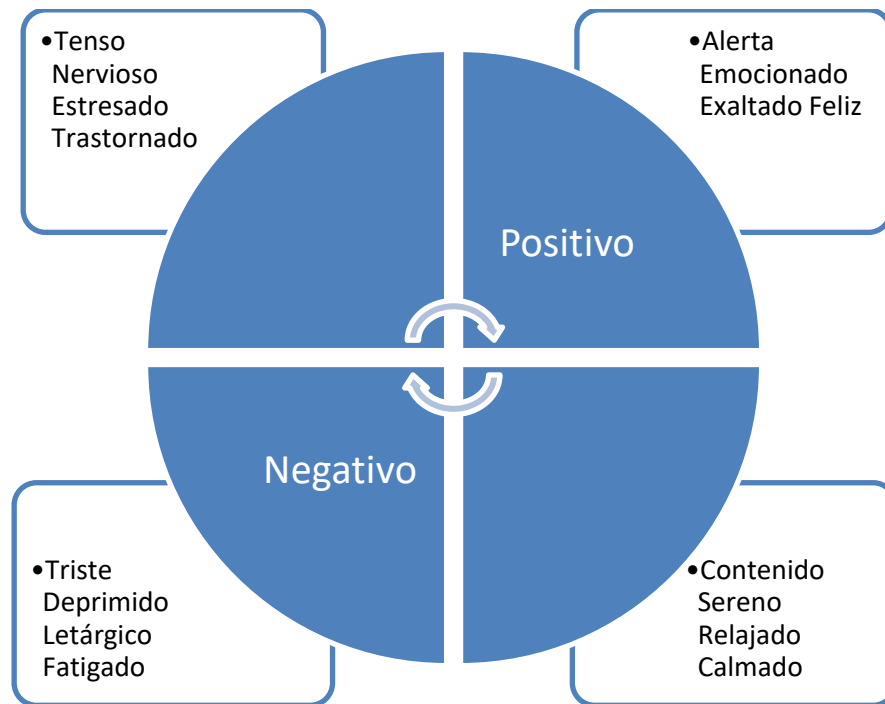 •Tenso
Nervioso
Estresado
Trastornado
•Alerta
Emocionado
Exaltado Feliz
Positivo
Negativo
•Triste
Deprimido
Letárgico
Fatigado
•Contenido
Sereno
Relajado
Calmado